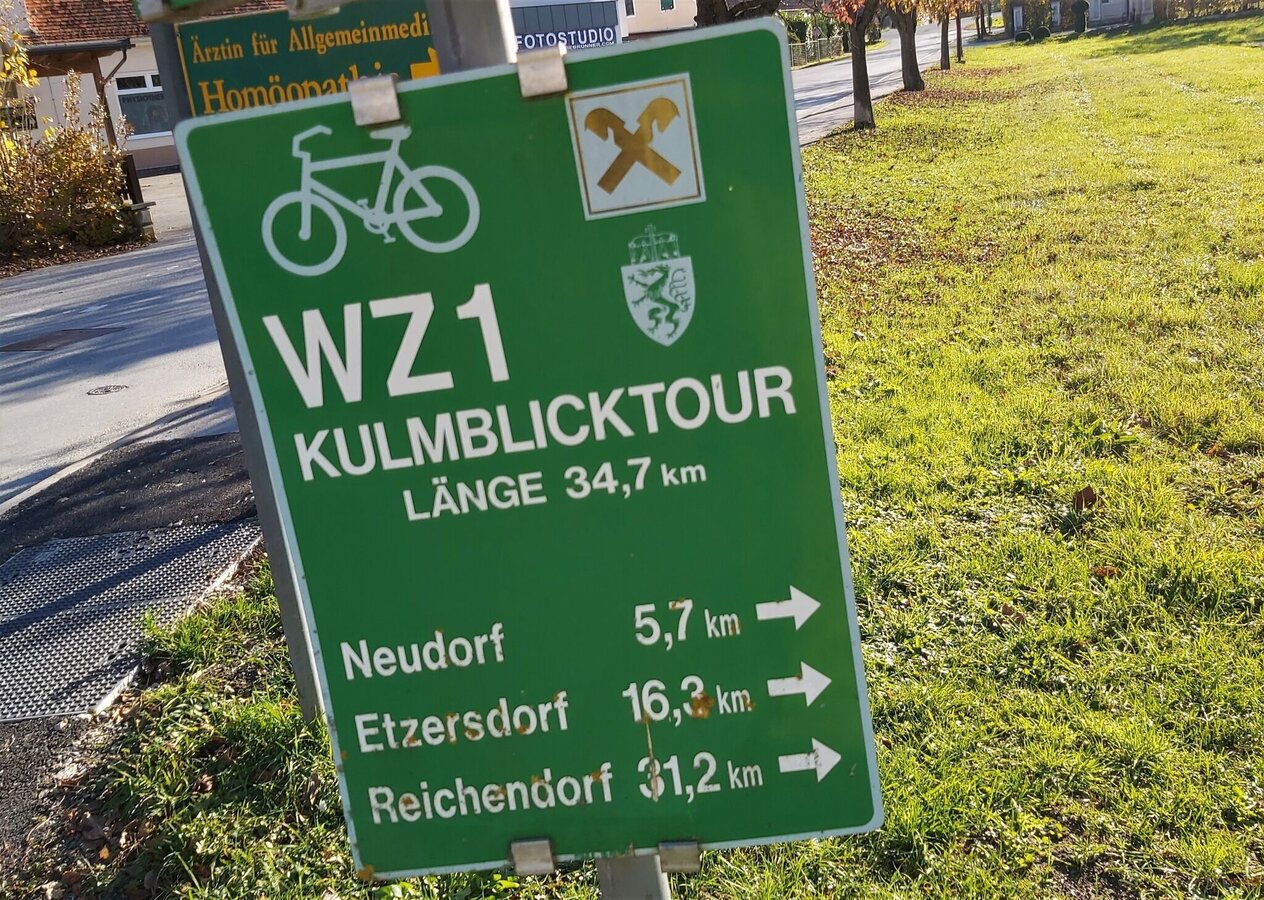 Ärztin für Allgemeinmedi
Homöopathi
FOTOSTUDIO
WZ1
KULMBLICKTOUR
LÄNGE 34,7 km
Neudorf 5,7 km
Etzersdorf 16,3 km
Reichendorf 31,2 km